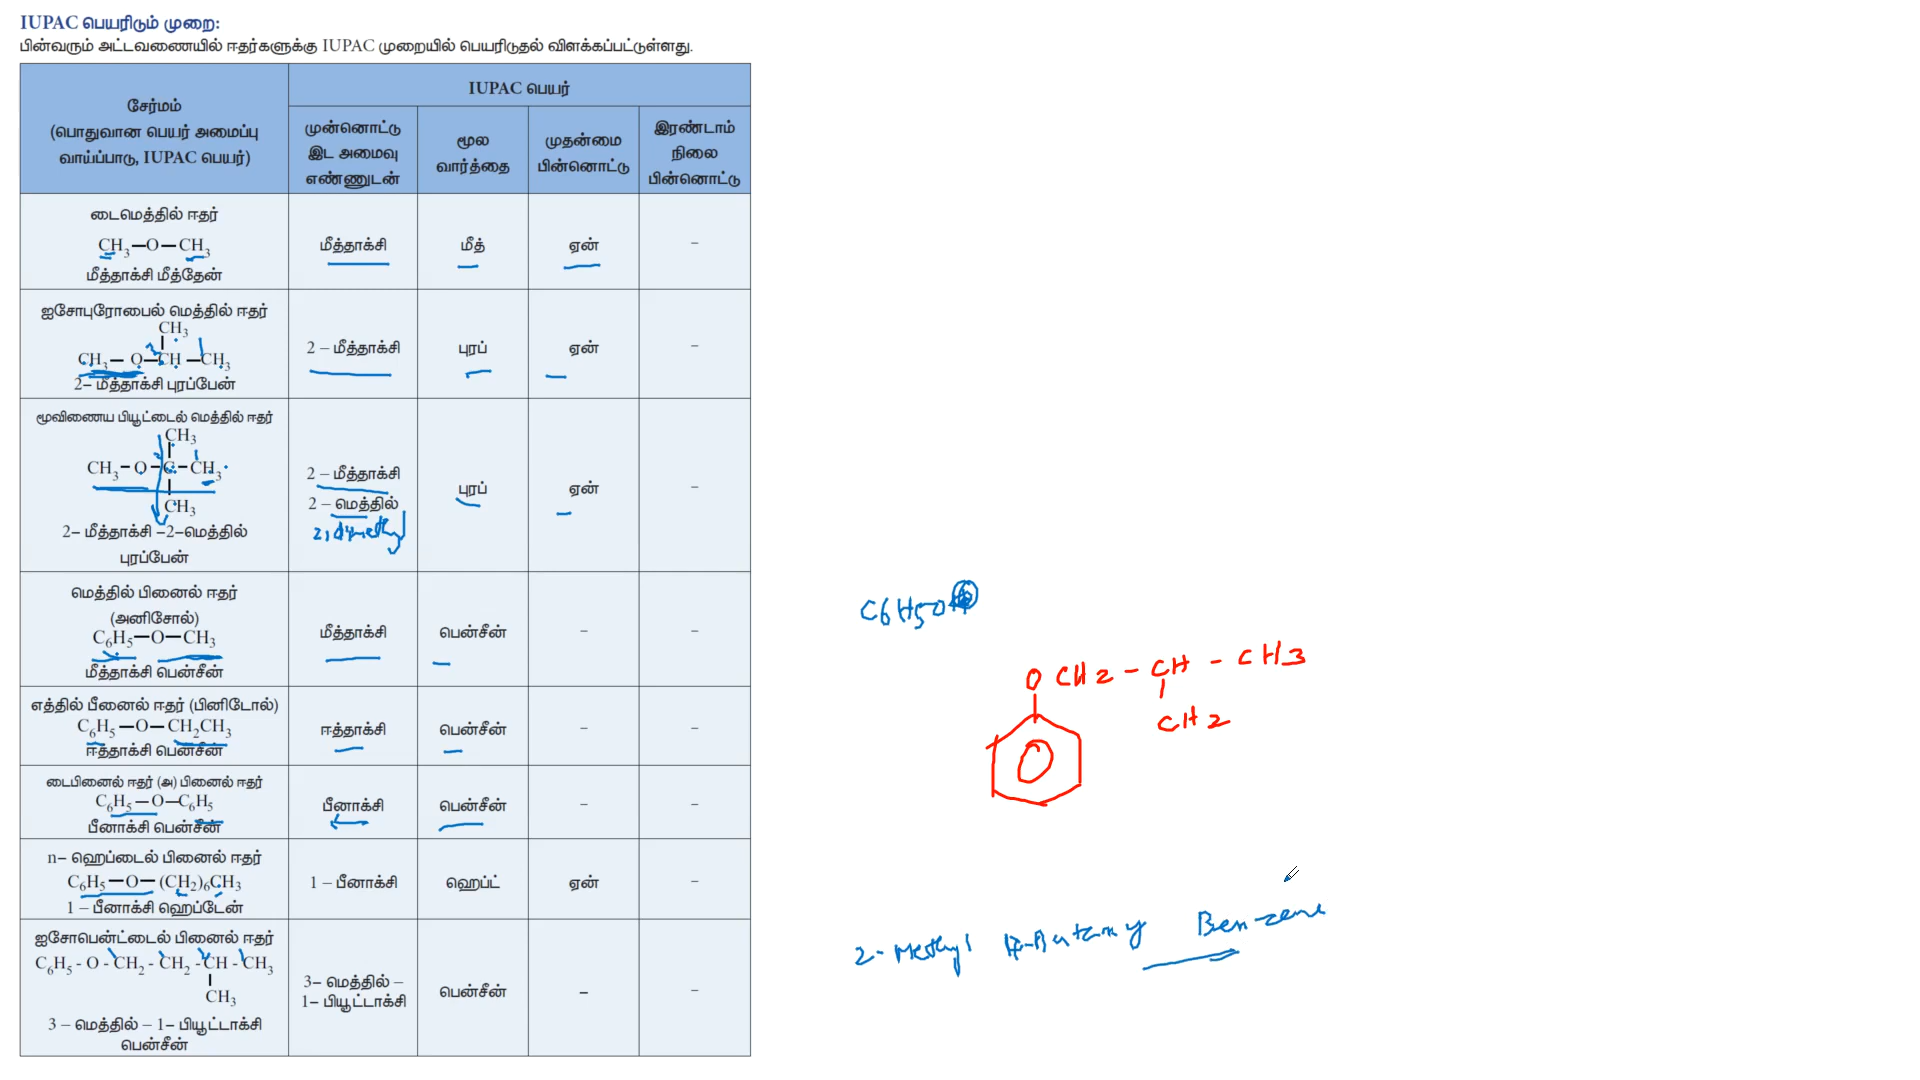 IUPAC பெயரிடும் முறை:
பின்வரும் அட்டவணையில் ஈதர்களுக்கு IUPAC முறையில் பெயரிடுதல் விளக்கப்பட்டுள்ளது.
சேர்மம்
(பொதுவான பெயர் அமைப்பு
வாய்ப்பாடு, IUPAC பெயர்)
IUPAC பெயர்
முன்னொட்டு
இட அமைவு
எண்ணுடன்
மூல
வார்த்தை
முதன்மை
பின்னொட்டு
இரண்டாம்
நிலை
பின்னொட்டு
டைமெத்தில் ஈதர்
CH3—O—CH3
மீத்தாக்சி மீத்தேன்
மீத்தாக்சி
மீத்
ஏன்
–
ஐசோபுரோபைல் மெத்தில் ஈதர்
CH3
CH3—O—CH—CH3
2– மீத்தாக்சி புரப்பேன்
2 – மீத்தாக்சி
புரப்
ஏன்
–
மூவிணைய பியூட்டைல் மெத்தில் ஈதர்
CH3
CH3—O—C—CH3
CH3
2– மீத்தாக்சி –2–மெத்தில்
புரப்பேன்
2 – மீத்தாக்சி
2 – மெத்தில்
புரப்
ஏன்
–
மெத்தில் பினைல் ஈதர்
(அனிசோல்)
C6H5—O—CH3
மீத்தாக்சி பென்சீன்
மீத்தாக்சி
பென்சீன்
–
–
எத்தில் பீனைல் ஈதர் (பினிடோல்)
C6H5—O—CH2CH3
ஈத்தாக்சி பென்சீன்
ஈத்தாக்சி
பென்சீன்
–
–
டைபினைல் ஈதர் (அ) பினைல் ஈதர்
C6H5—O—C6H5
பீனாக்சி பென்சீன்
பீனாக்சி
பென்சீன்
–
–
n– ஹெப்டைல் பினைல் ஈதர்
C6H5—O—(CH2)6CH3
1 – பீனாக்சி ஹெப்டேன்
1 – பீனாக்சி
ஹெப்ட்
ஏன்
–
ஐசோபென்ட்டைல் பினைல் ஈதர்
C6H5 - O - CH2 - CH2 - CH - CH3
CH3
3 – மெத்தில் – 1– பியூட்டாக்சி
பென்சீன்
3– மெத்தில் –
1– பியூட்டாக்சி
பென்சீன்
–
–
C6H5O
O CH2 - CH - CH3
CH2
2- Methyl Butoxy Benzene